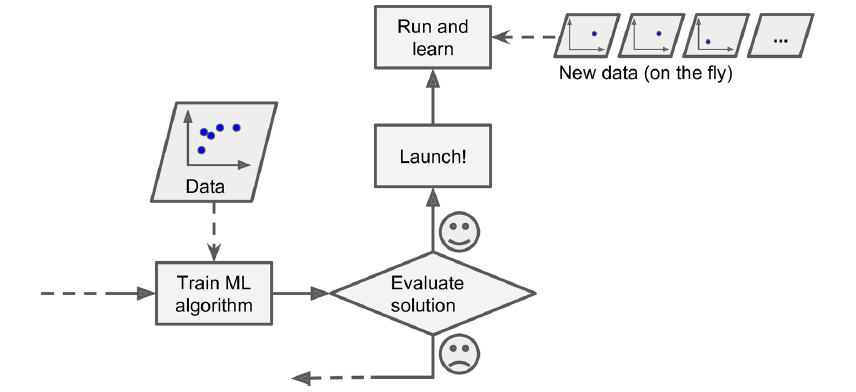 Run and
learn
...
New data (on the fly)
Launch!
Data
Train ML
algorithm
Evaluate
solution